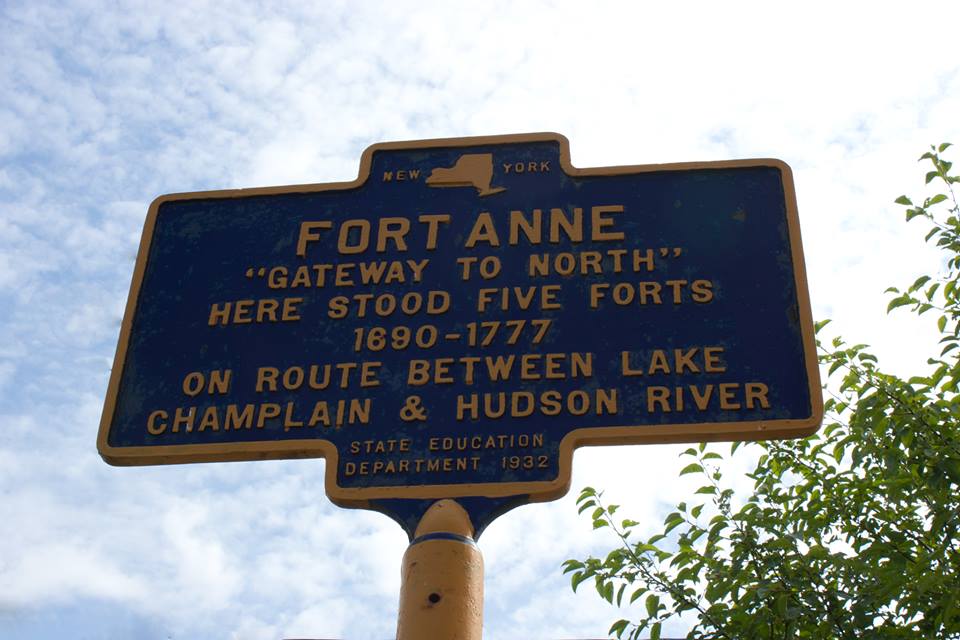 NEW YORK
FORT ANNE
“GATEWAY TO NORTH”
HERE STOOD FIVE FORTS
1690-1777
ON ROUTE BETWEEN LAKE
CHAMPLAIN & HUDSON RIVER
STATE EDUCATION
DEPARTMENT 1932